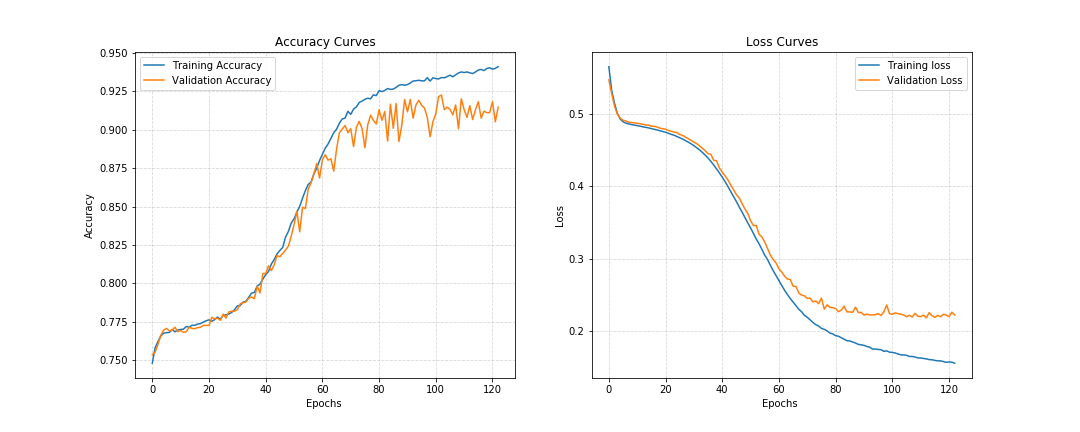 Accuracy Curves
Training Accuracy
Validation Accuracy
0.950
0.925
0.900
0.875
0.850
0.825
0.800
0.775
0.750
Accuracy
0 20 40 60 80 100 120
Epochs
Loss Curves
Training loss
Validation Loss
0.5
0.4
0.3
0.2
Loss
0 20 40 60 80 100 120
Epochs